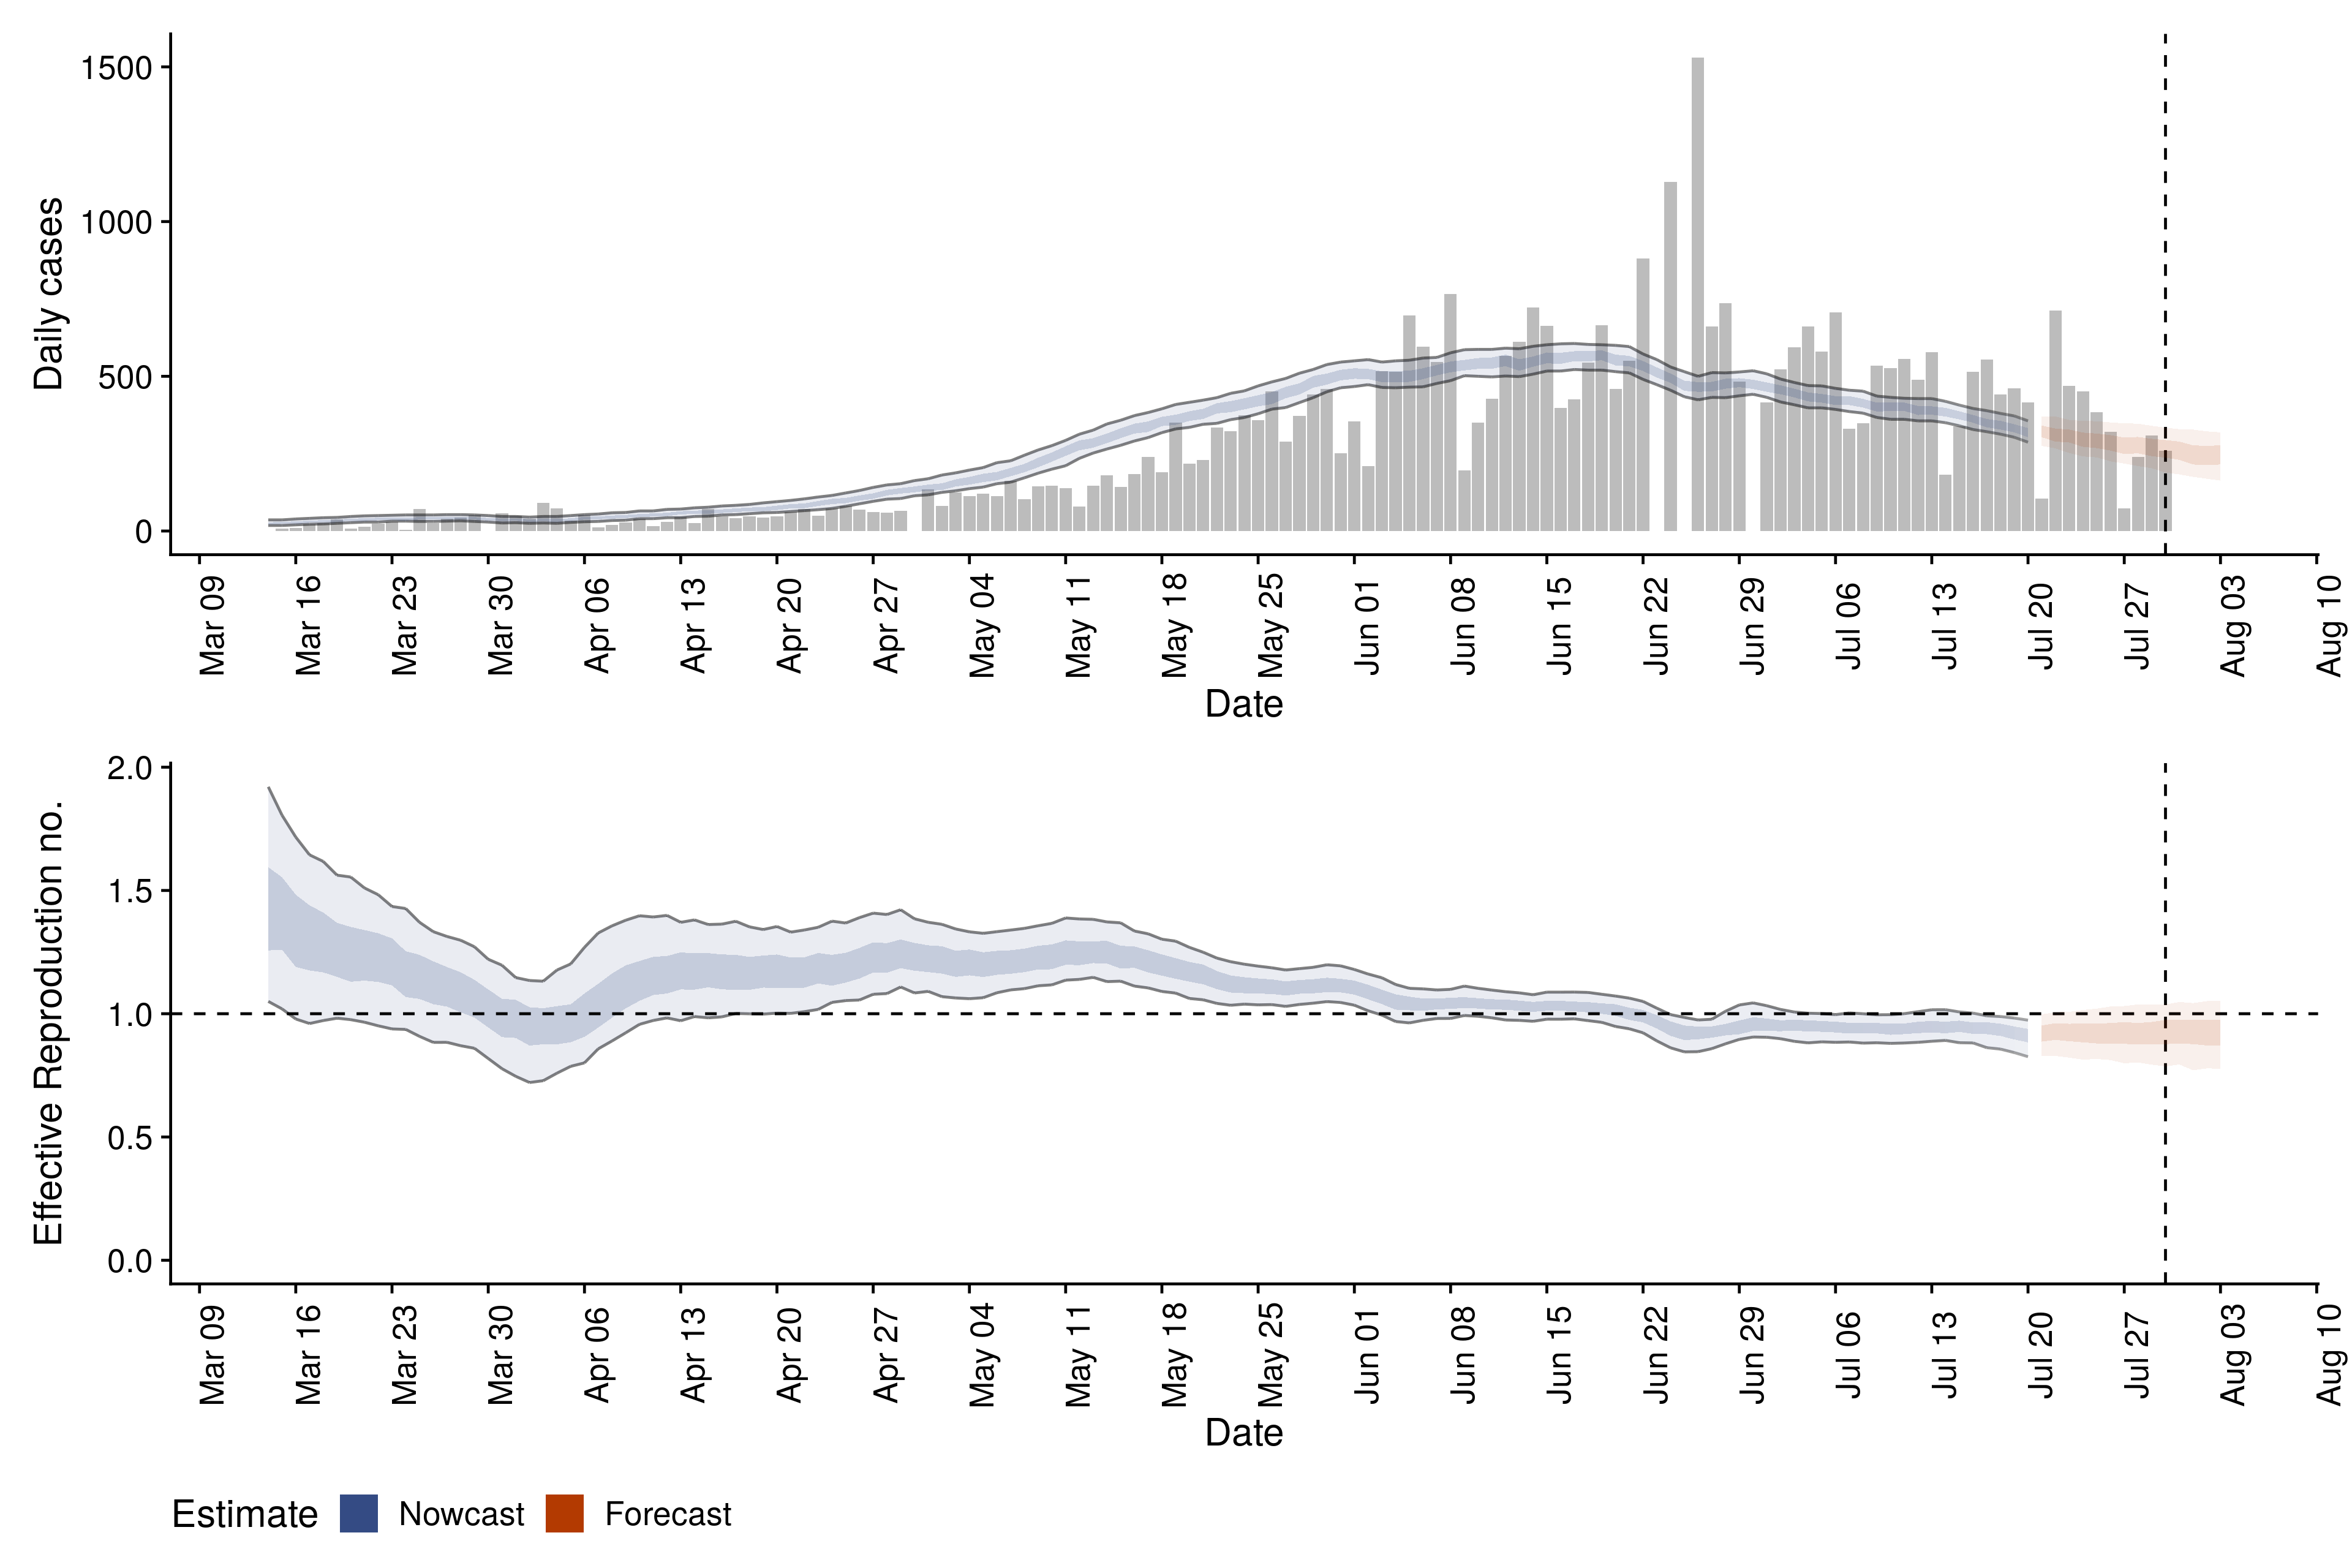 1500
1000
500
0
Daily cases
Mar 09 Mar 16 Mar 23 Mar 30 Apr 06 Apr 13 Apr 20 Apr 27 May 04 May 11 May 18 May 25 Jun 01 Jun 08 Jun 15 Jun 22 Jun 29 Jul 06 Jul 13 Jul 20 Jul 27 Aug 03 Aug 10
Date
2.0
1.5
1.0
0.5
0.0
Effective Reproduction no.
Mar 09 Mar 16 Mar 23 Mar 30 Apr 06 Apr 13 Apr 20 Apr 27 May 04 May 11 May 18 May 25 Jun 01 Jun 08 Jun 15 Jun 22 Jun 29 Jul 06 Jul 13 Jul 20 Jul 27 Aug 03 Aug 10
Date
Estimate Nowcast Forecast